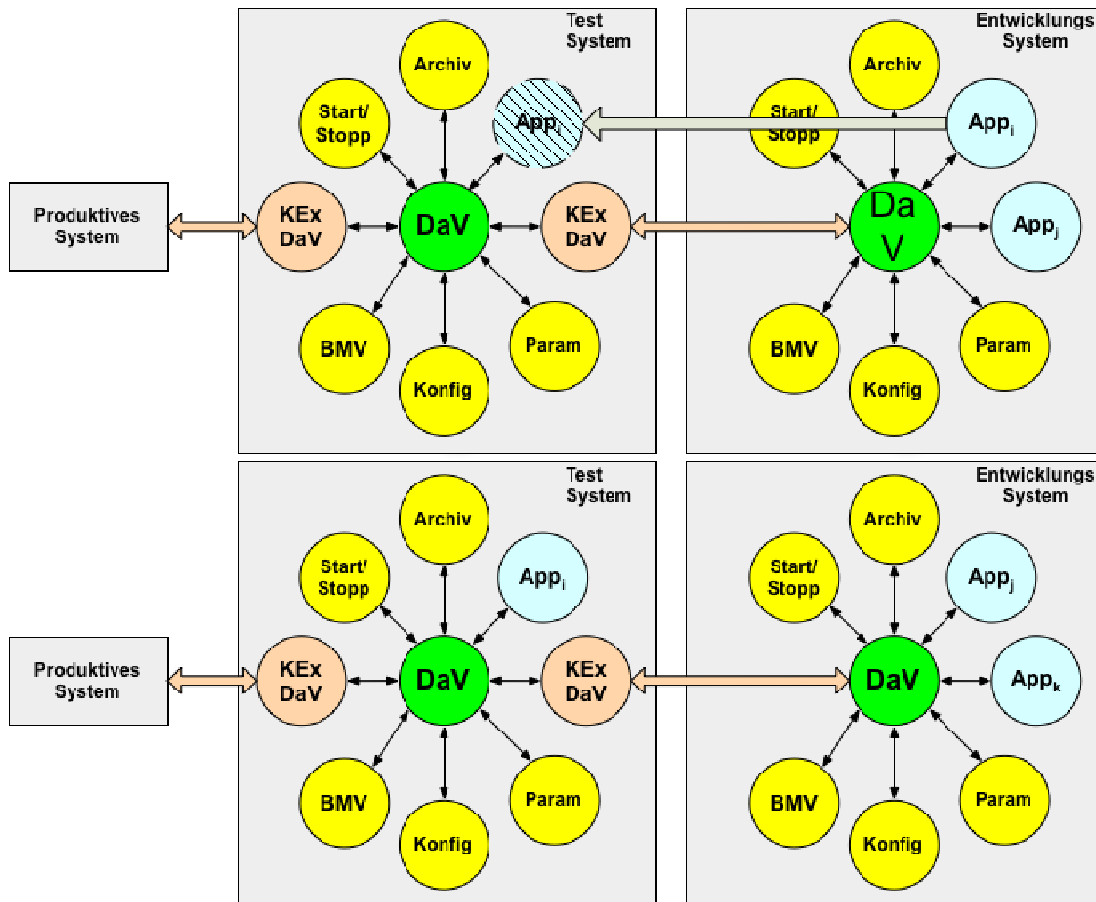 Test
System
Archiv
Start/
Stopp
Appi
Produktives
System
KEx
DaV
DaV
KEx
DaV
BMV
Param
Konfig
Entwicklungs
System
Archiv
Start/
Stopp
Appi
Da
V
Appj
BMV
Param
Konfig
Test
System
Archiv
Start/
Stopp
Appi
Produktives
System
KEx
DaV
DaV
KEx
DaV
BMV
Param
Konfig
Entwicklungs
System
Archiv
Start/
Stopp
Appj
DaV
Appk
BMV
Param
Konfig